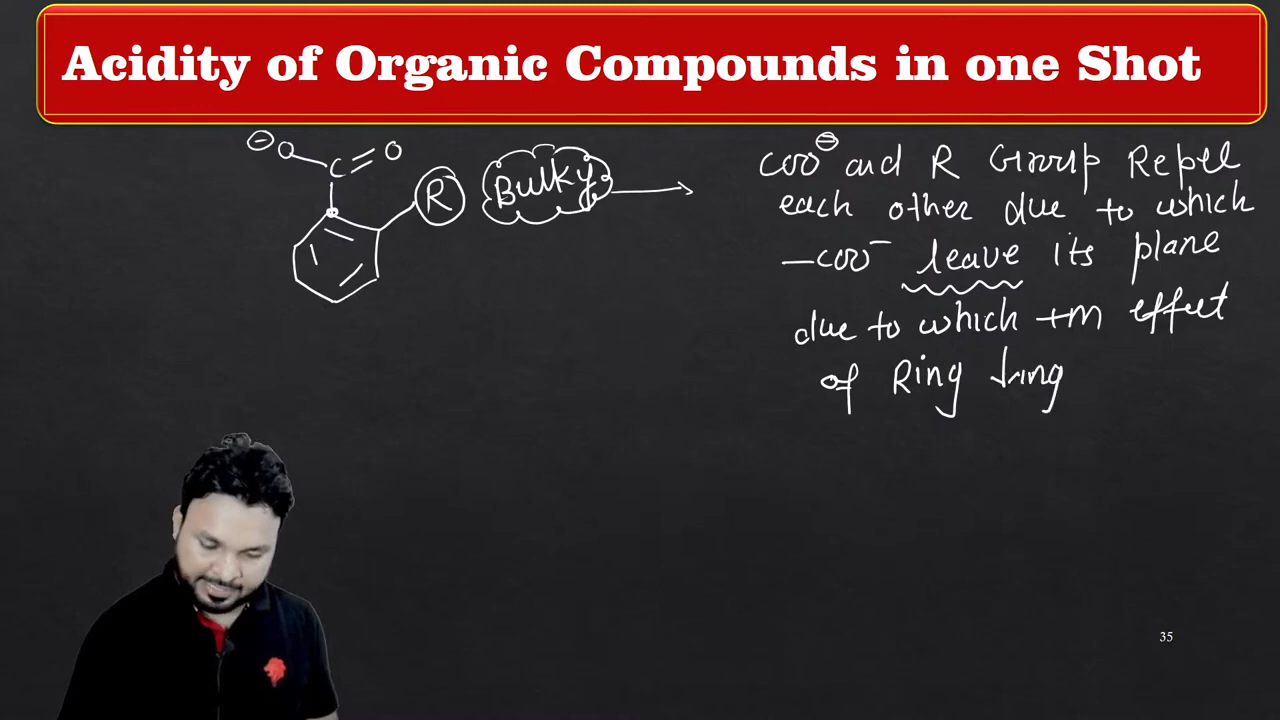 Acidity of Organic Compounds in one Shot
⊖ O C O
R Bulky
COO⊖ and R Group Repel
each other due to which
—COO⁻ leave its plane
due to which +m effect
of Ring
35